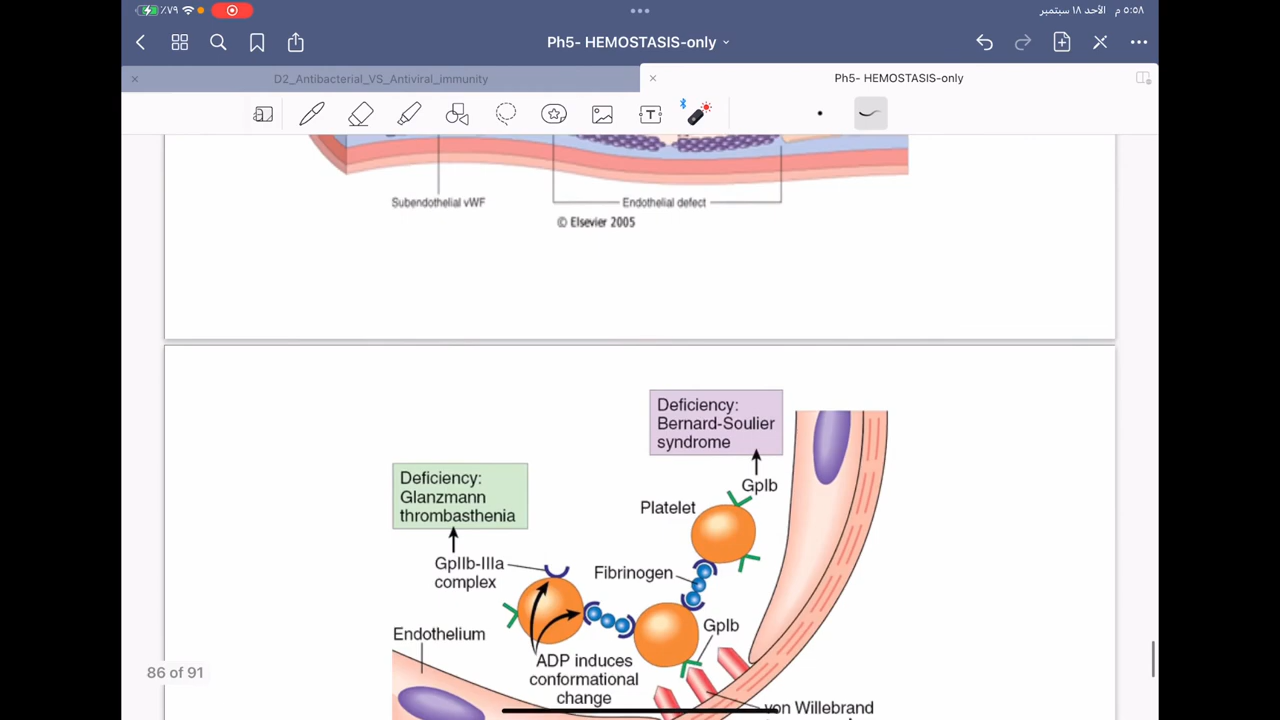 ٪٧٩
٥:٥٨ م الأحد ١٨ سبتمبر
Ph5- HEMOSTASIS-only
D2_Antibacterial_VS_Antiviral_immunity
Ph5- HEMOSTASIS-only
T
Subendothelial vWF
Endothelial defect
© Elsevier 2005
Deficiency:
Bernard-Soulier
syndrome
GpIb
Deficiency:
Glanzmann
thrombasthenia
Platelet
GpIIb-IIIa
complex
Fibrinogen
GpIb
Endothelium
ADP induces
conformational
change
86 of 91
von Willebrand